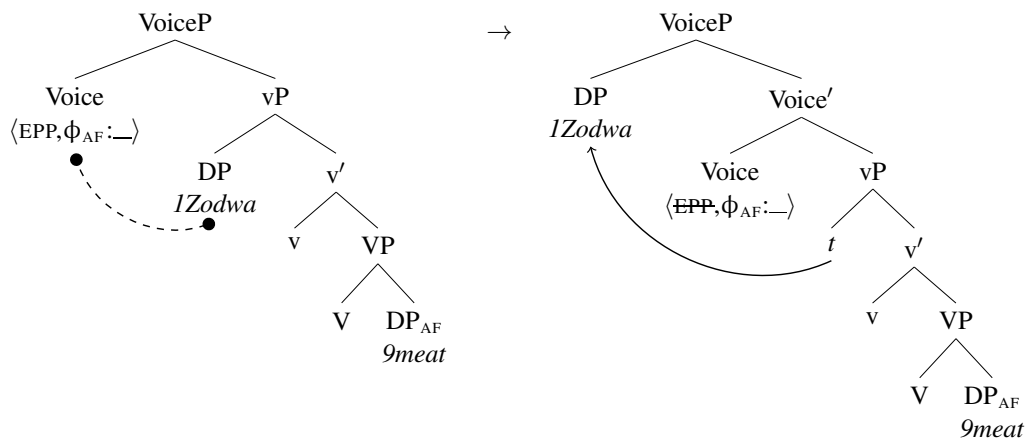 VoiceP → VoiceP
Voice vP DP Voice′
⟨EPP,ϕAF:__⟩ 1Zodwa
DP v′ Voice vP
1Zodwa ⟨EPP,ϕAF:__⟩
v VP t v′
V DPAF v VP
9meat
V DPAF
9meat